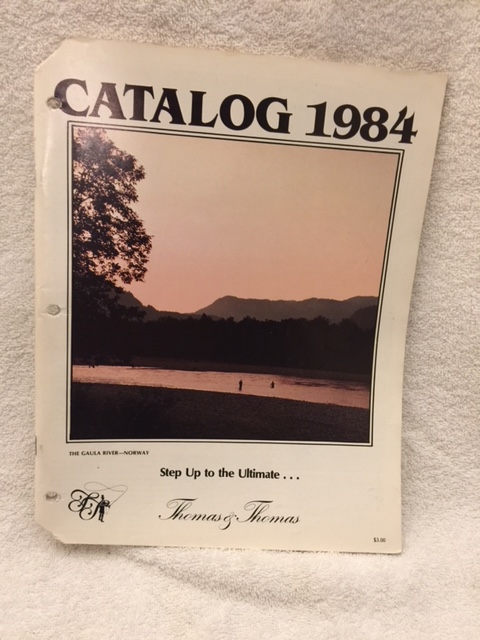 CATALOG 1984
THE GAULA RIVER—NORWAY
Step Up to the Ultimate . . .
Thomas & Thomas
$3.00